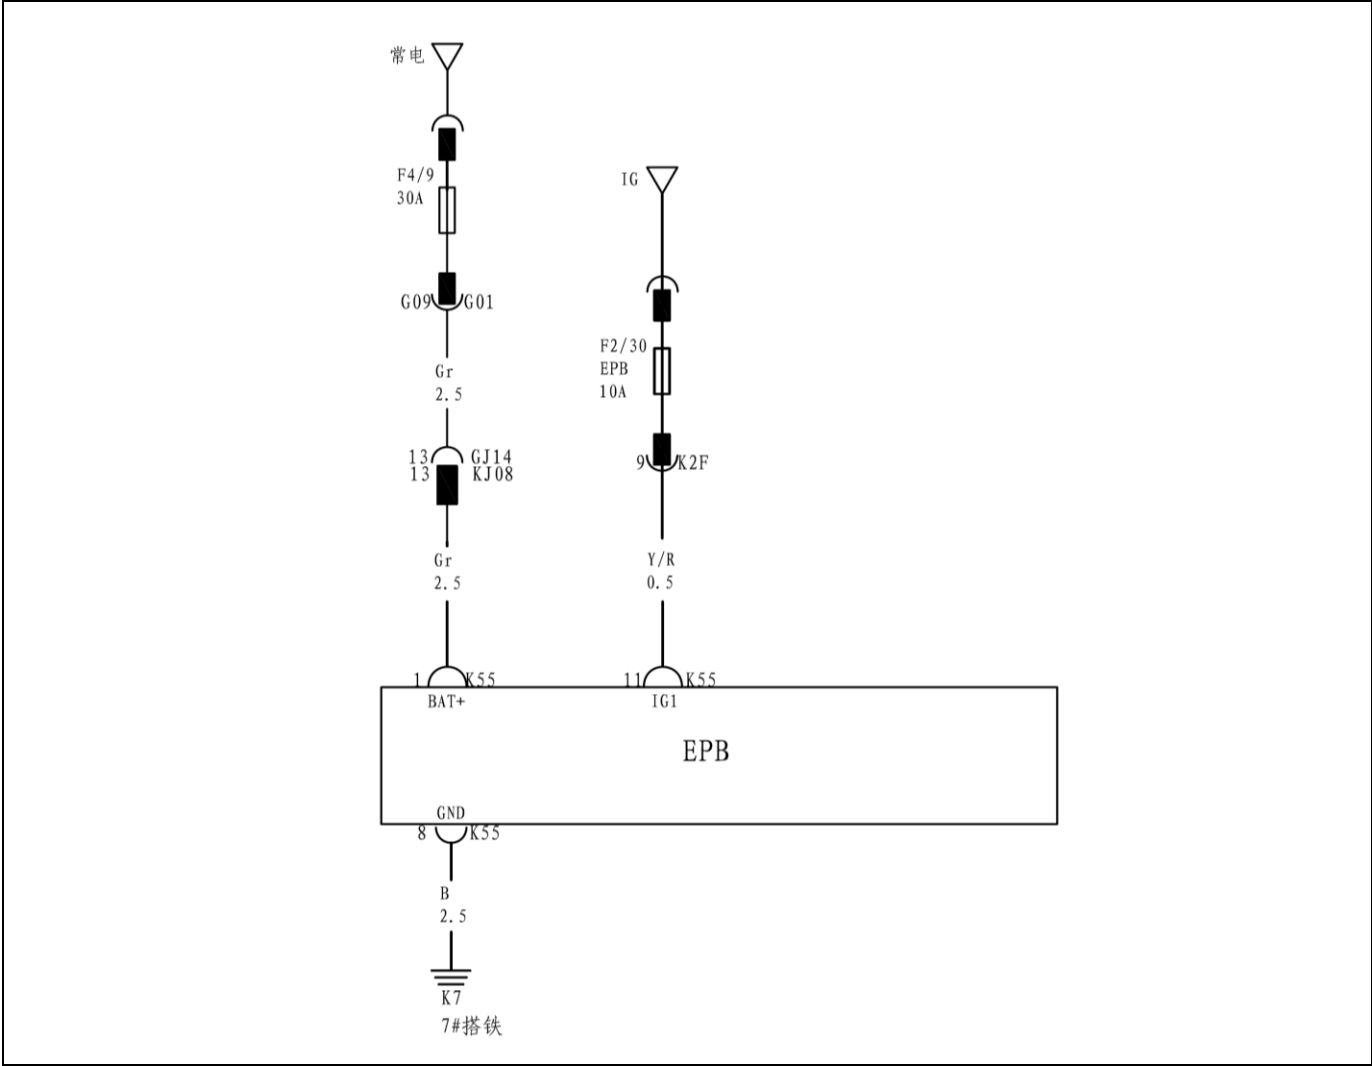 常电
F4/9
30A
IG
G09 G01
F2/30
EPB
10A
Gr
2.5
13 GJ14
13 KJ08
9 K2F
Gr
2.5
Y/R
0.5
1 K55
11 K55
BAT+
IG1
EPB
GND
8 K55
B
2.5
K7
7#搭铁